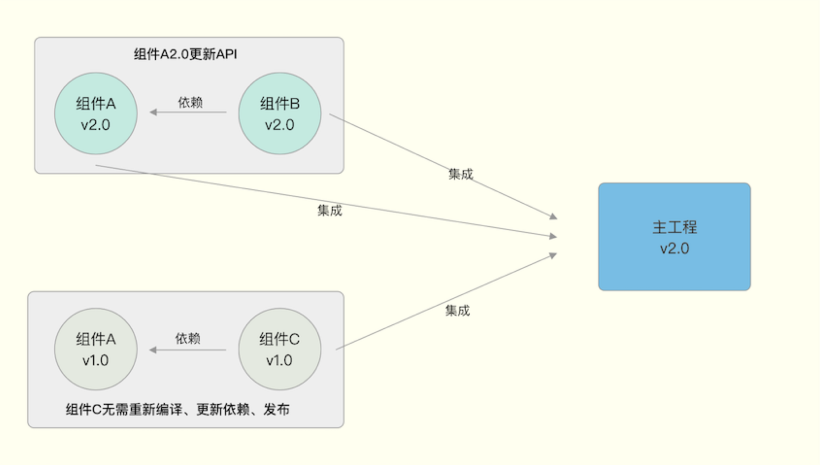 组件A2.0更新API
组件A
v2.0
依赖
组件B
v2.0
集成
集成
主工程
v2.0
集成
组件A
v1.0
依赖
组件C
v1.0
组件C无需重新编译、更新依赖、发布